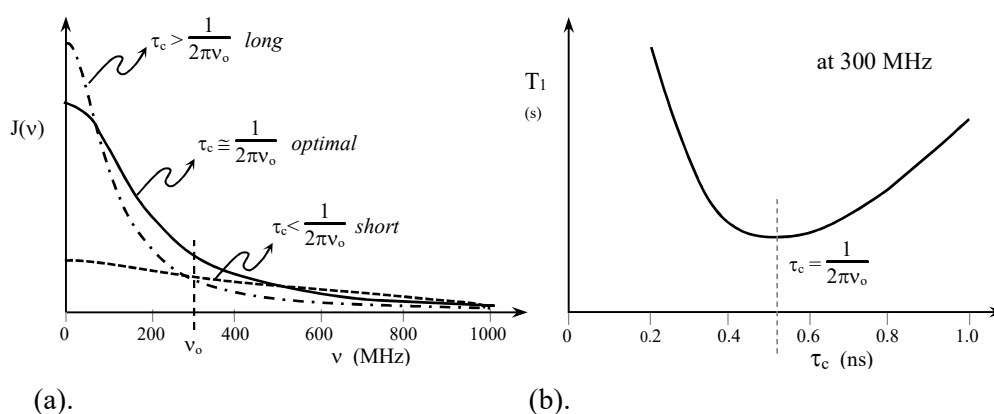 τc > 1/2πνo long
τc ≅ 1/2πνo optimal
τc < 1/2πνo short
J(ν)
0 200 400 600 800 1000
νo
ν (MHz)
(a).
at 300 MHz
T1
(s)
τc = 1/2πνo
0 0.2 0.4 0.6 0.8 1.0
τc (ns)
(b).